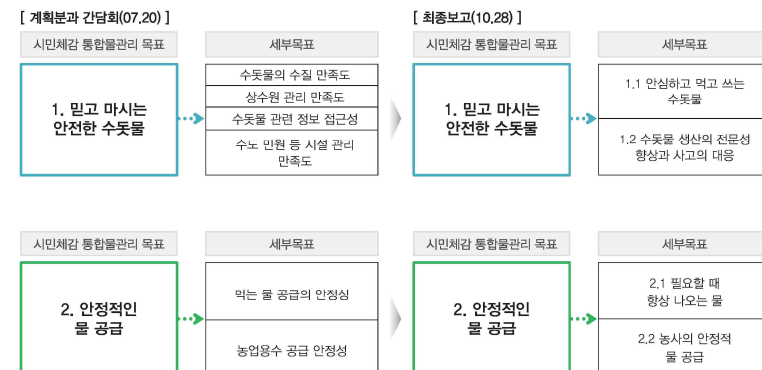 [ 계획분과 간담회(07.20) ]
[ 최종보고(10.28) ]
시민체감 통합물관리 목표
세부목표
시민체감 통합물관리 목표
세부목표
1. 믿고 마시는
안전한 수돗물
수돗물의 수질 만족도
상수원 관리 만족도
수돗물 관련 정보 접근성
수도 민원 등 시설 관리
만족도
1. 믿고 마시는
안전한 수돗물
1.1 안심하고 먹고 쓰는
수돗물
1.2 수돗물 생산의 전문성
향상과 사고의 대응
시민체감 통합물관리 목표
세부목표
시민체감 통합물관리 목표
세부목표
2. 안정적인
물 공급
먹는 물 공급의 안정성
농업용수 공급 안정성
2. 안정적인
물 공급
2.1 필요할 때
항상 나오는 물
2.2 농사의 안정적
물 공급